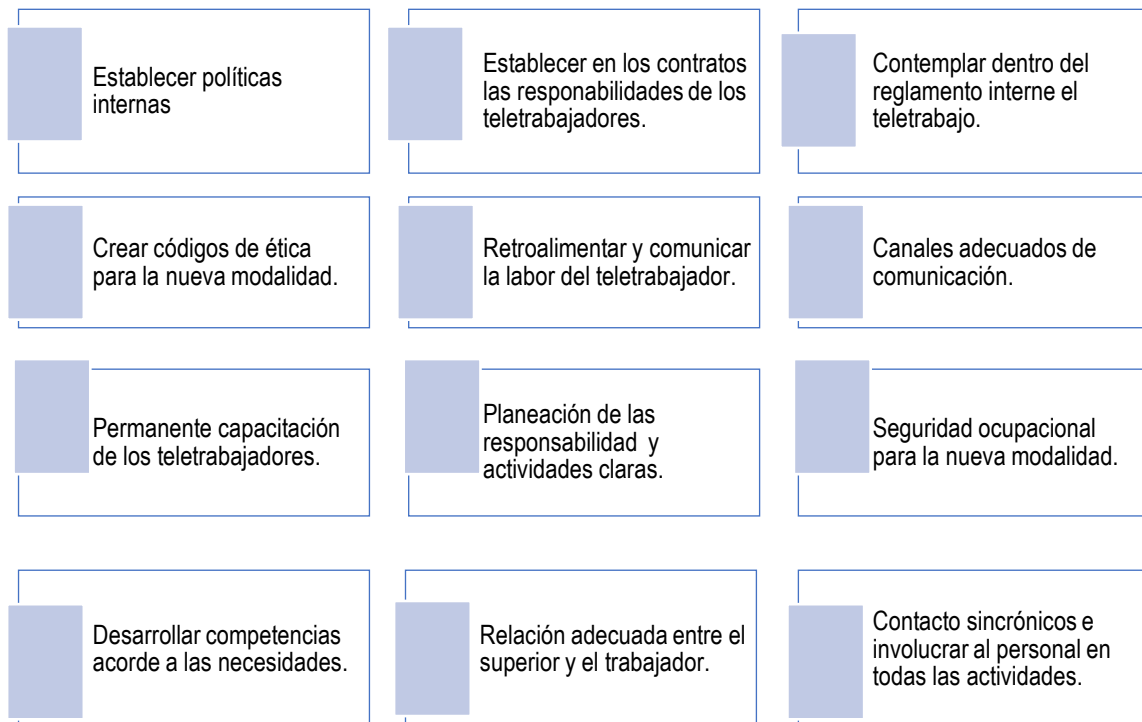 Establecer políticas
internas
Establecer en los contratos
las responabilidades de los
teletrabajadores.
Contemplar dentro del
reglamento interne el
teletrabajo.
Crear códigos de ética
para la nueva modalidad.
Retroalimentar y comunicar
la labor del teletrabajador.
Canales adecuados de
comunicación.
Permanente capacitación
de los teletrabajadores.
Planeación de las
responsabilidad y
actividades claras.
Seguridad ocupacional
para la nueva modalidad.
Desarrollar competencias
acorde a las necesidades.
Relación adecuada entre el
superior y el trabajador.
Contacto sincrónicos e
involucrar al personal en
todas las actividades.